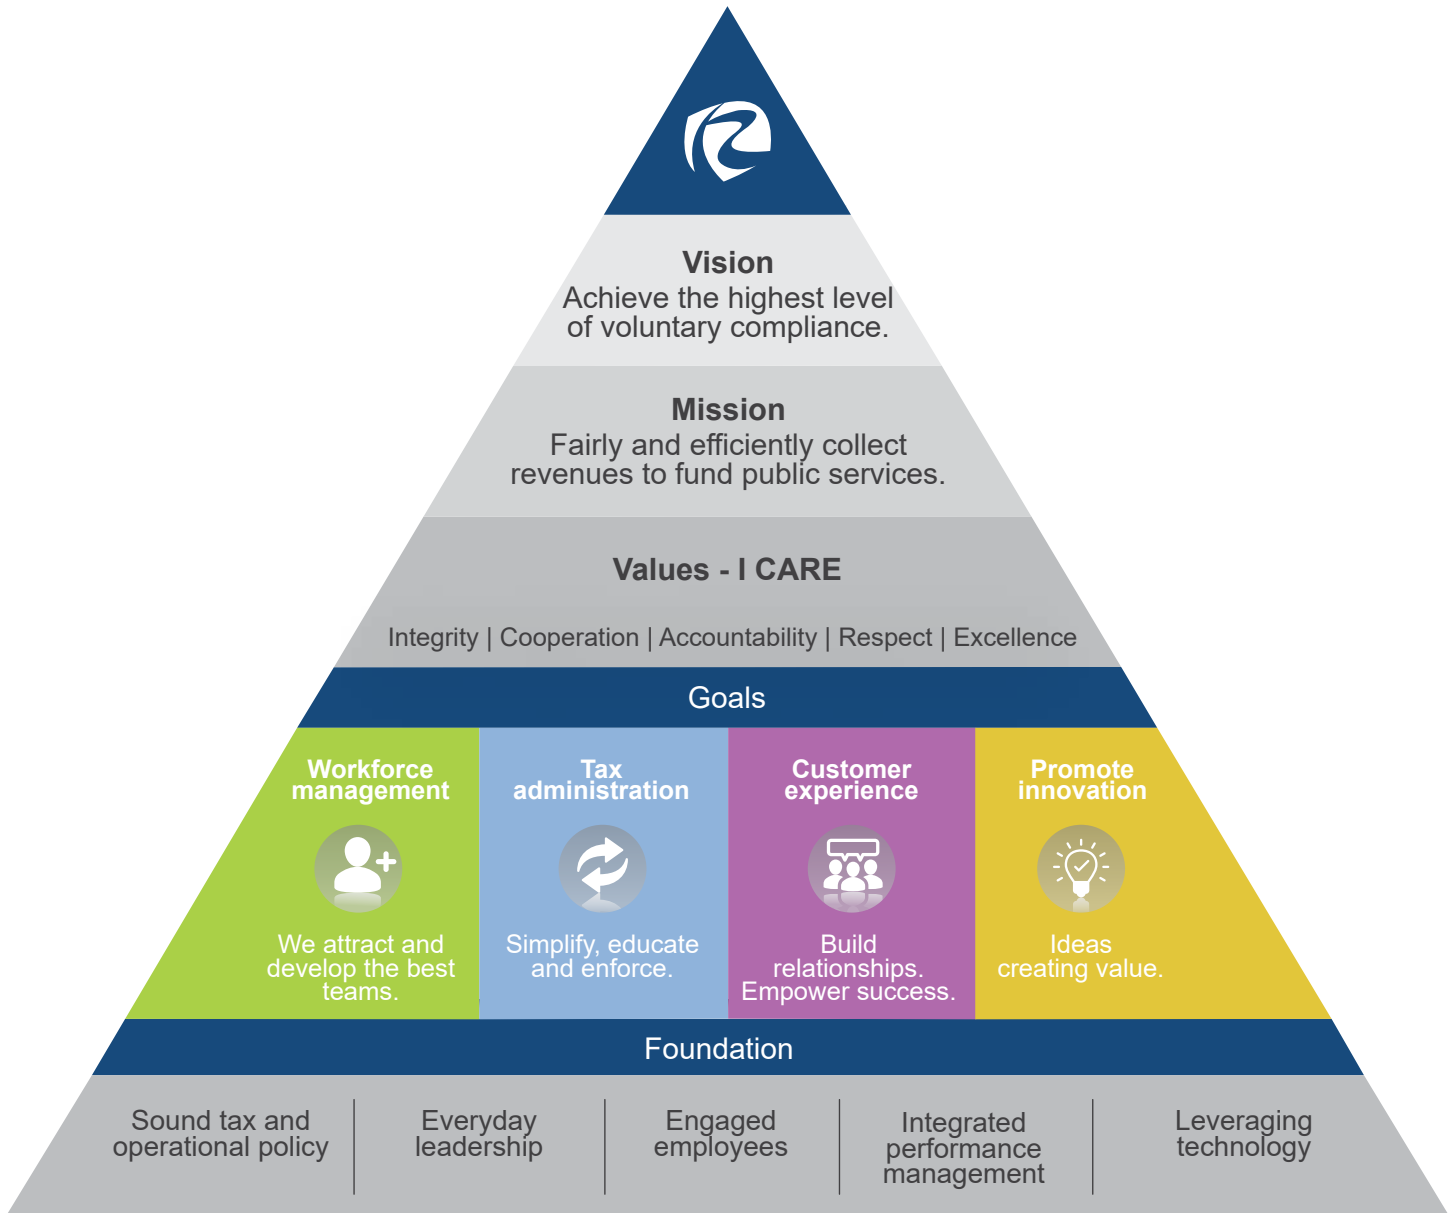 Vision
Achieve the highest level
of voluntary compliance.
Mission
Fairly and efficiently collect
revenues to fund public services.
Values - I CARE
Integrity | Cooperation | Accountability | Respect | Excellence
Goals
Workforce
management
We attract and
develop the best
teams.
Tax
administration
Simplify, educate
and enforce.
Customer
experience
Build
relationships.
Empower success.
Promote
innovation
Ideas
creating value.
Foundation
Sound tax and
operational policy
Everyday
leadership
Engaged
employees
Integrated
performance
management
Leveraging
technology